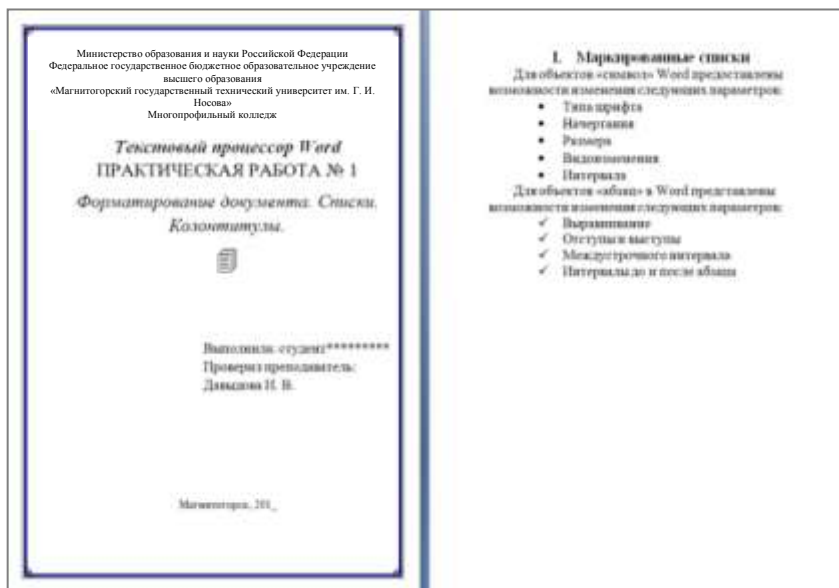 Министерство образования и науки Российской Федерации
Федеральное государственное бюджетное образовательное учреждение
высшего образования
«Магнитогорский государственный технический университет им. Г. И.
Носова»
Многопрофильный колледж
Текстовый процессор Word
ПРАКТИЧЕСКАЯ РАБОТА № 1
Форматирование документа. Списки.
Колонтитулы.
Выполнил: студент*********
Проверил преподаватель:
Давыдова И. В.
Магнитогорск, 201_
I. Маркированные списки
Для объектов «символ» Word предоставлены
возможности изменения следующих параметров:
• Типа шрифта
• Начертания
• Размера
• Видоизменения
• Интервала
Для объектов «абзац» в Word представлены
возможности изменения следующих параметров:
✓ Выравнивание
✓ Отступы и выступы
✓ Междустрочного интервала
✓ Интервалы до и после абзаца